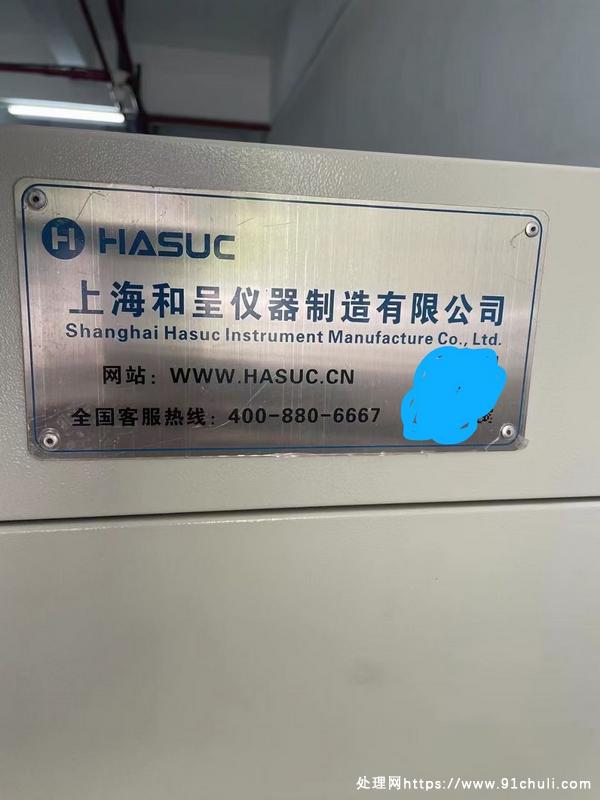 H HASUC
上海和呈仪器制造有限公司
Shanghai Hasuc Instrument Manufacture Co., Ltd.
网站：WWW.HASUC.CN
全国客服热线：400-880-6667
处理网https://www.91chuli.com